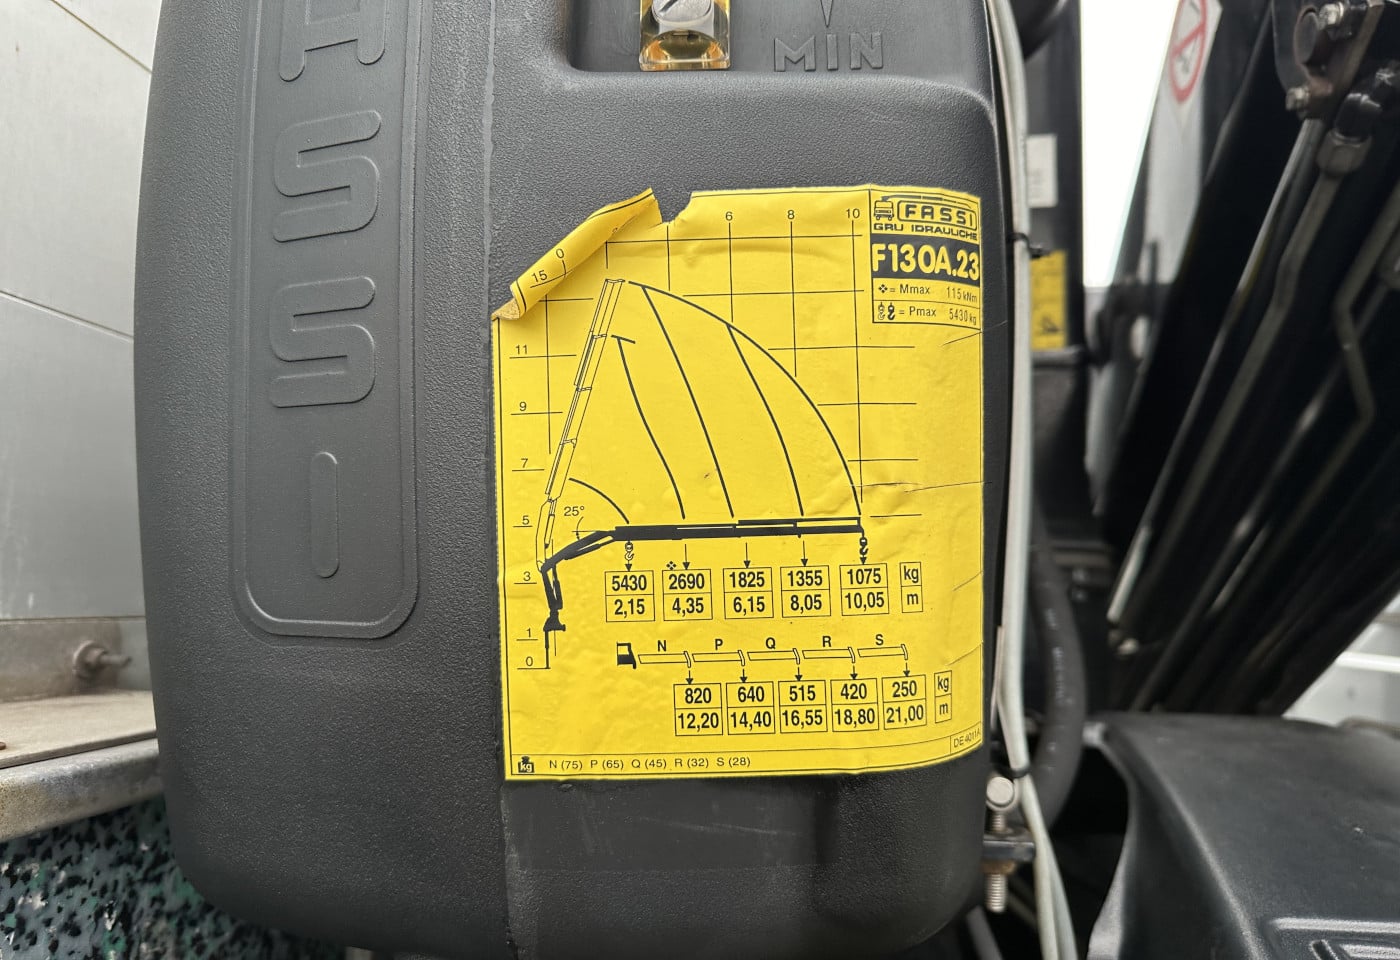 ASSI
MIN
FASSI
GRU IDRAULICHE
F130A.23
= Mmax 115 kNm
= Pmax 5430 kg
6 8 10
0
15
11
9
7
5
3
1
0
25°
5430 2690 1825 1355 1075 kg
2,15 4,35 6,15 8,05 10,05 m
N P Q R S
820 640 515 420 250 kg
12,20 14,40 16,55 18,80 21,00 m
kg N (75) P (65) Q (45) R (32) S (28)